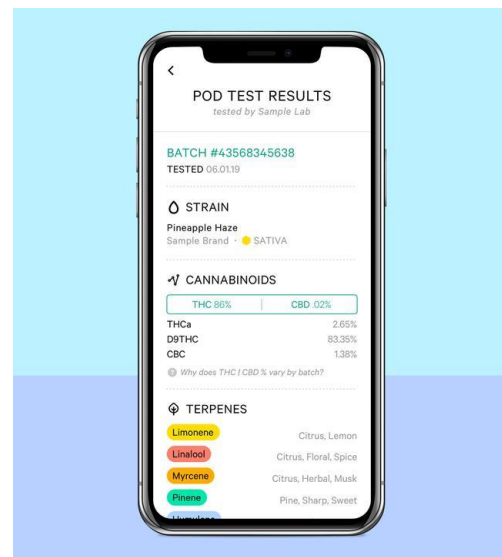 POD TEST RESULTS
tested by Sample Lab
BATCH #43568345638
TESTED 06.01.19
STRAIN
Pineapple Haze
Sample Brand · SATIVA
CANNABINOIDS
THC 86% | CBD .02%
THCa 2.65%
D9THC 83.35%
CBC 1.38%
? Why does THC | CBD % vary by batch?
TERPENES
Limonene Citrus, Lemon
Linalool Citrus, Floral, Spice
Myrcene Citrus, Herbal, Musk
Pinene Pine, Sharp, Sweet